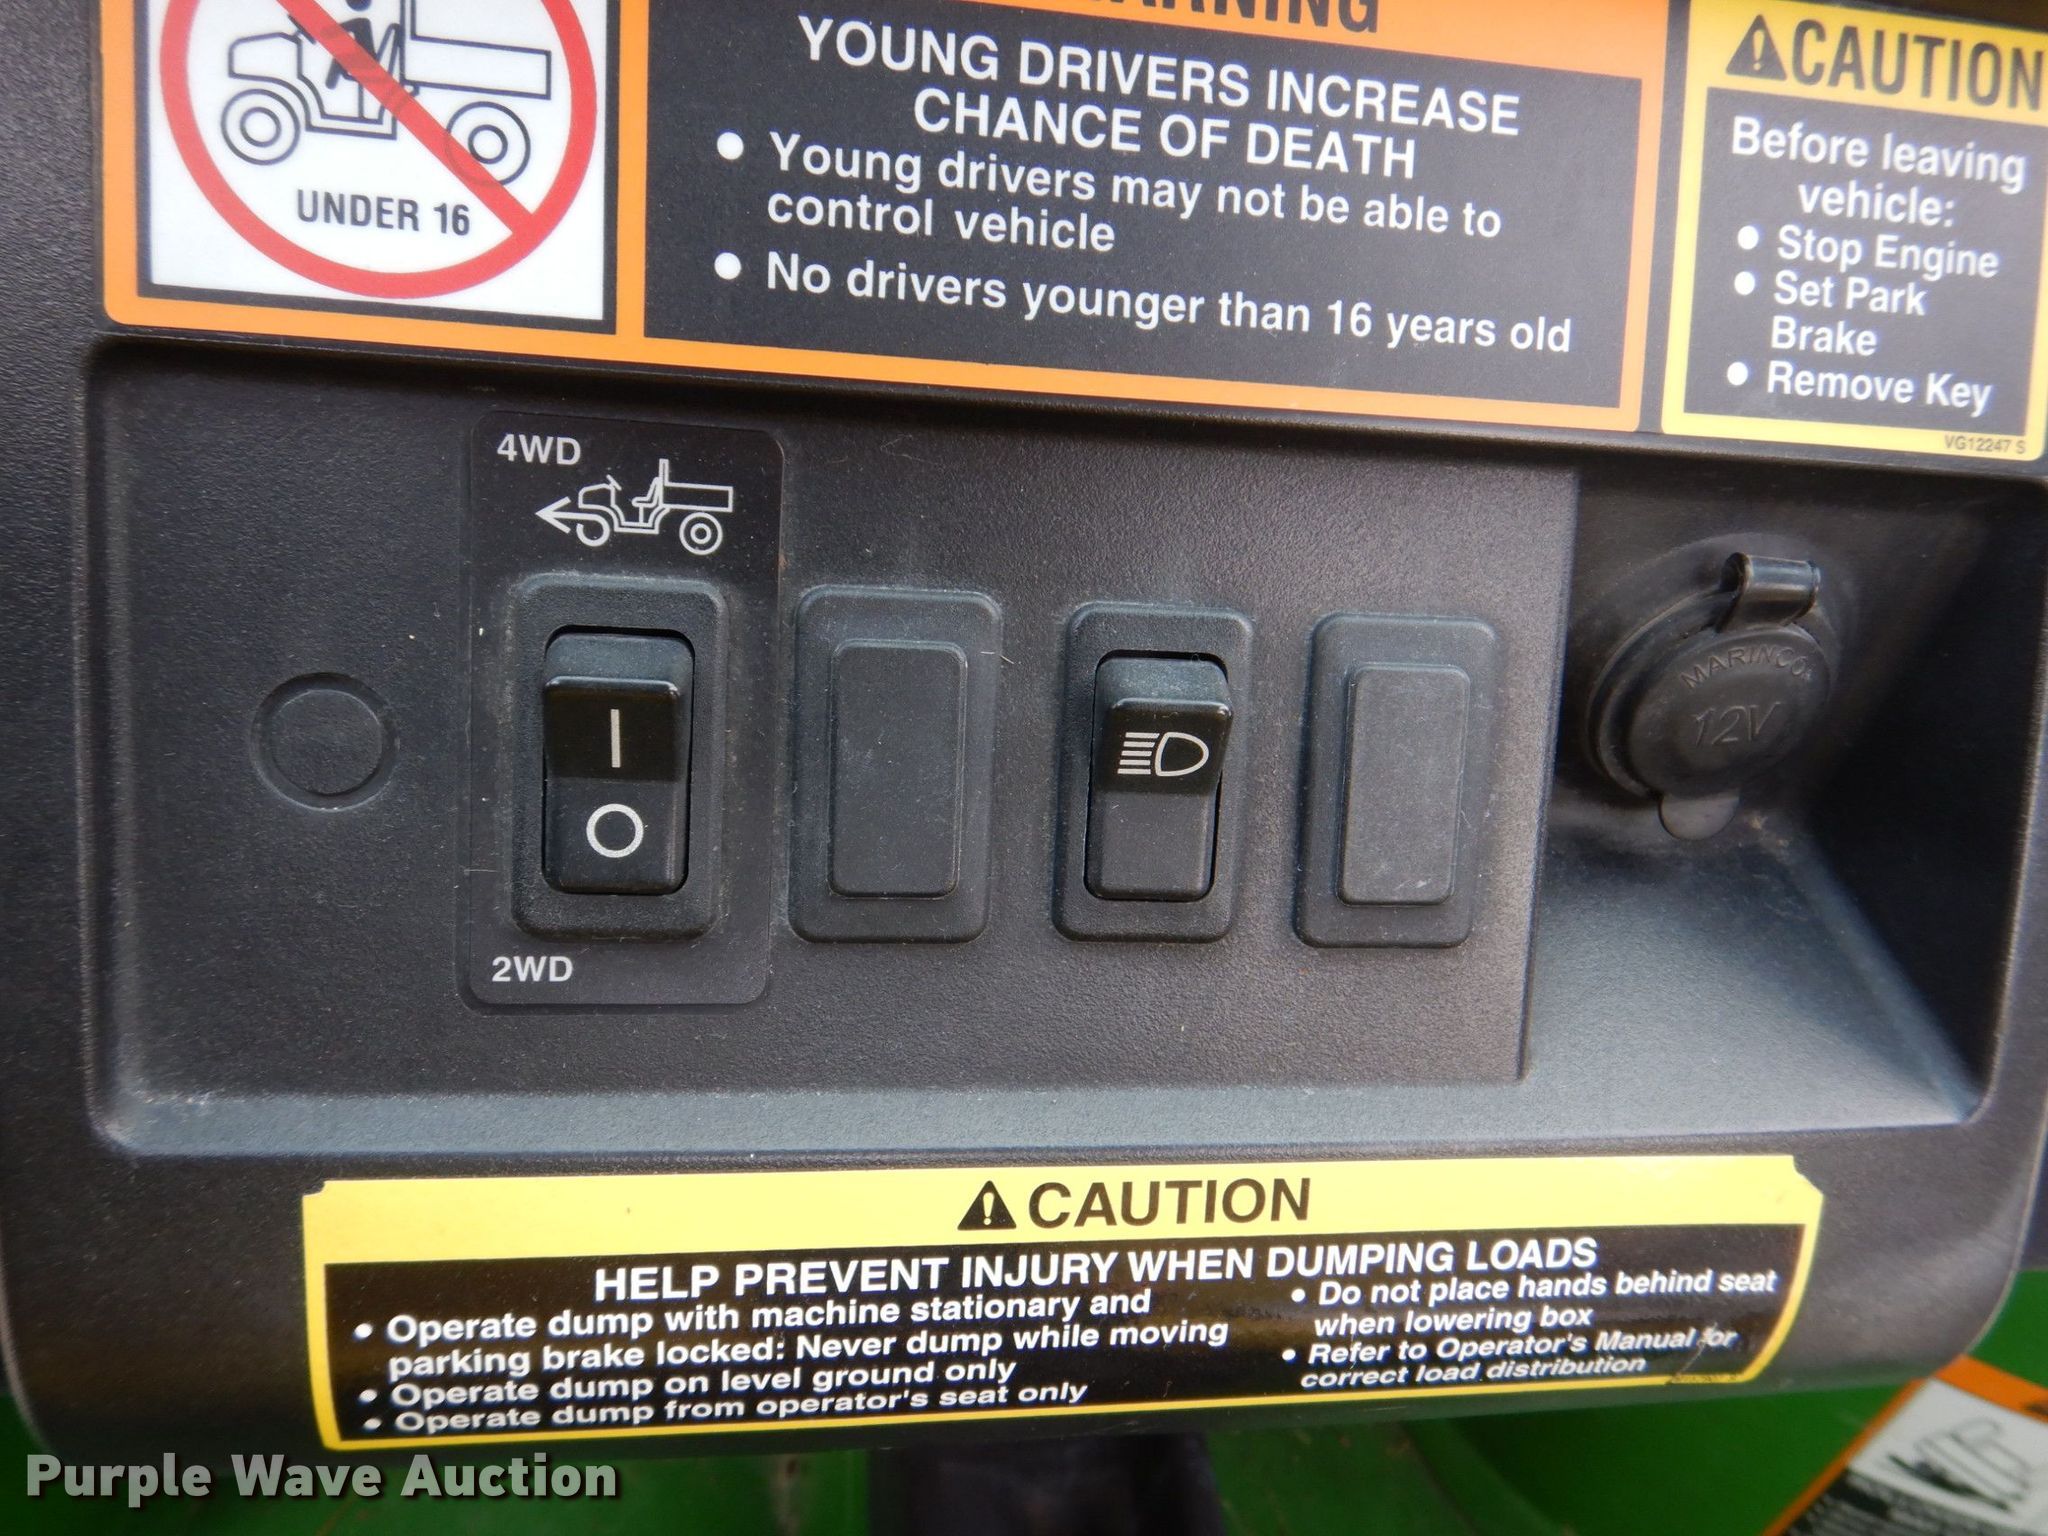 UNDER 16
WARNING
YOUNG DRIVERS INCREASE
CHANCE OF DEATH
• Young drivers may not be able to
control vehicle
• No drivers younger than 16 years old
CAUTION
Before leaving
vehicle:
• Stop Engine
• Set Park
Brake
• Remove Key
VG12247 S
4WD
2WD
MARINCO
12V
CAUTION
HELP PREVENT INJURY WHEN DUMPING LOADS
• Operate dump with machine stationary and
parking brake locked: Never dump while moving
• Operate dump on level ground only
• Operate dump from operator's seat only
• Do not place hands behind seat
when lowering box
• Refer to Operator's Manual for
correct load distribution
Purple Wave Auction